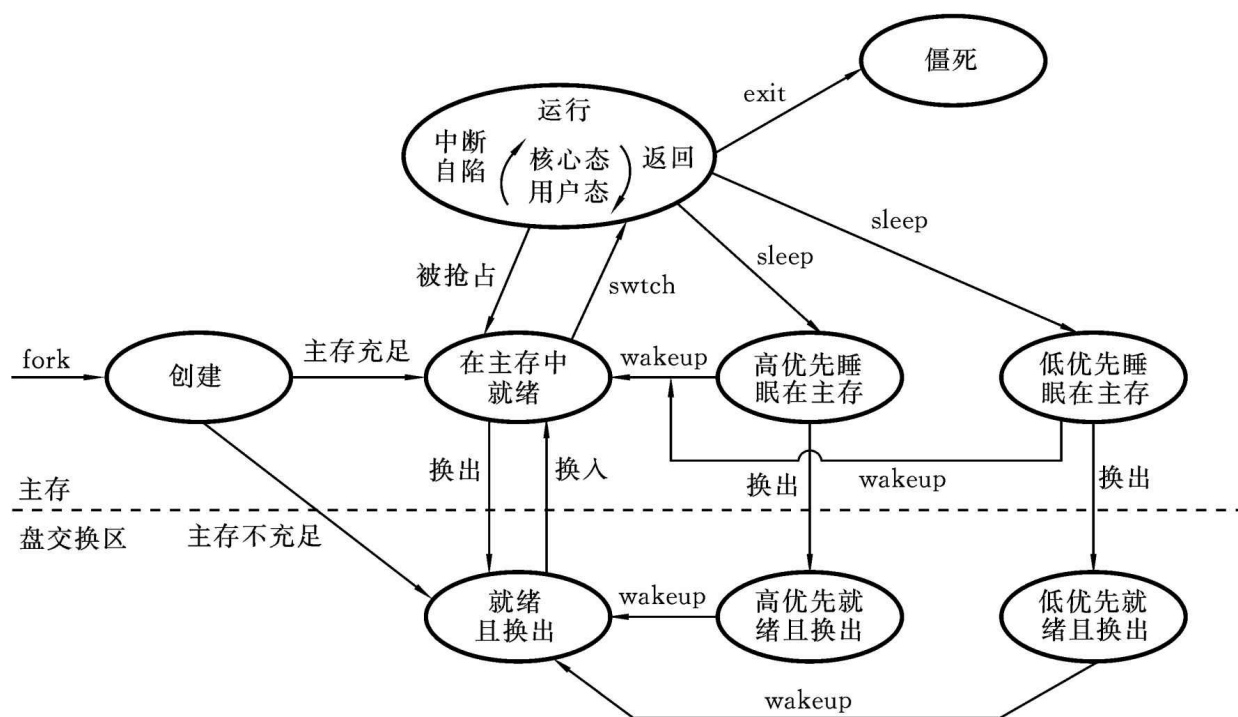 僵死
exit
运行
中断
自陷
核心态
用户态
返回
sleep
sleep
被抢占
swtch
fork
创建
主存充足
在主存中
就绪
wakeup
高优先睡
眠在主存
低优先睡
眠在主存
换出
换入
换出
wakeup
换出
主存
盘交换区
主存不充足
就绪
且换出
wakeup
高优先就
绪且换出
低优先就
绪且换出
wakeup